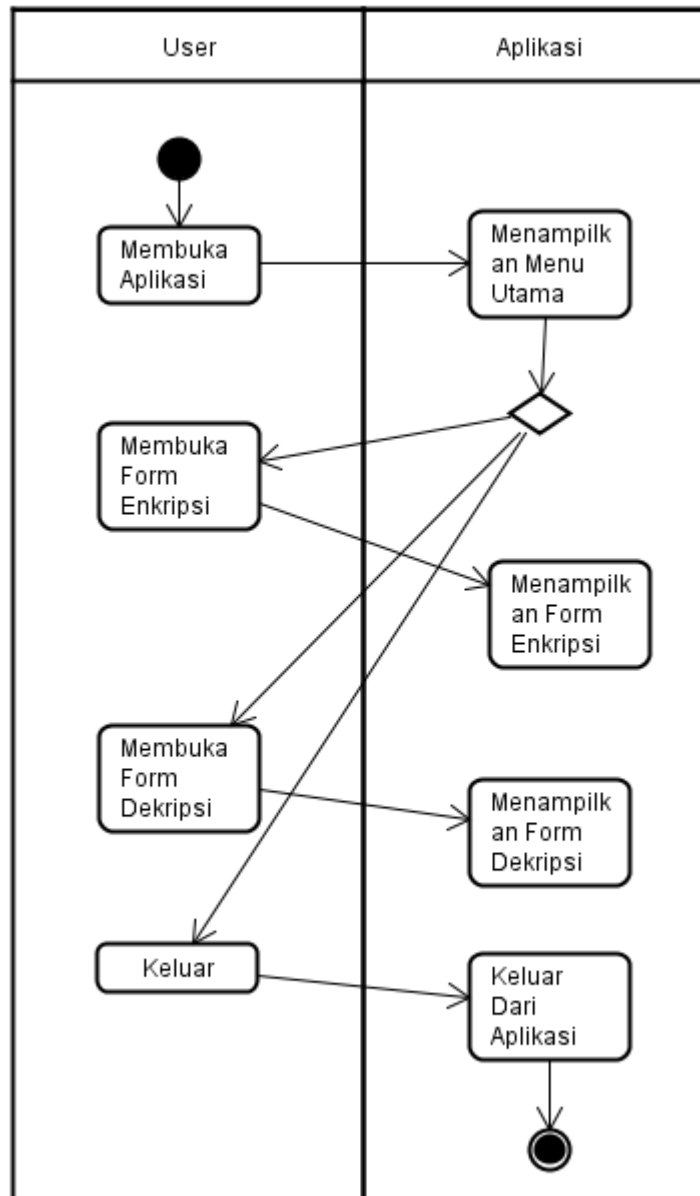 User
Aplikasi
Membuka
Aplikasi
Menampilk
an Menu
Utama
Membuka
Form
Enkripsi
Menampilk
an Form
Enkripsi
Membuka
Form
Dekripsi
Menampilk
an Form
Dekripsi
Keluar
Keluar
Dari
Aplikasi